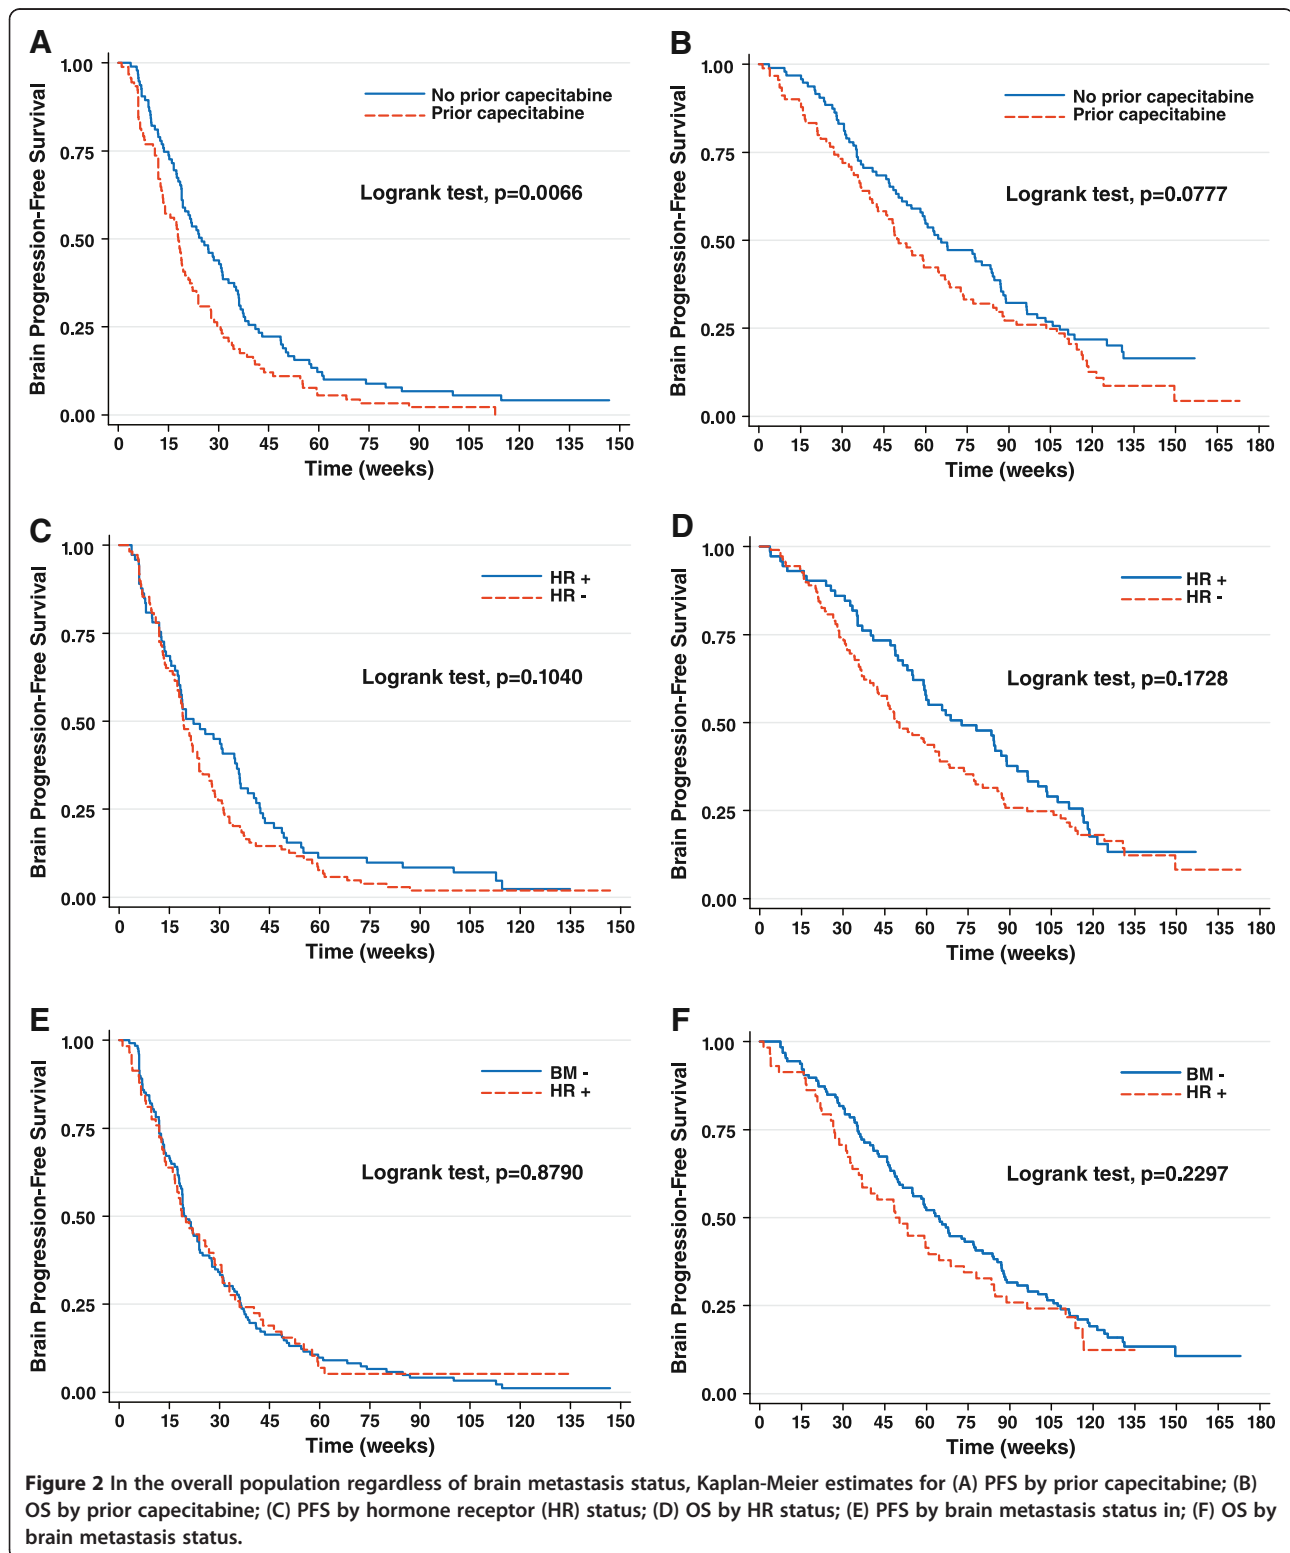 A
Brain Progression-Free Survival
1.00
0.75
0.50
0.25
0.00
No prior capecitabine
Prior capecitabine
Logrank test, p=0.0066
0 15 30 45 60 75 90 105 120 135 150
Time (weeks)
B
Brain Progression-Free Survival
1.00
0.75
0.50
0.25
0.00
No prior capecitabine
Prior capecitabine
Logrank test, p=0.0777
0 15 30 45 60 75 90 105 120 135 150 165 180
Time (weeks)
C
Brain Progression-Free Survival
1.00
0.75
0.50
0.25
0.00
HR +
HR -
Logrank test, p=0.1040
0 15 30 45 60 75 90 105 120 135 150
Time (weeks)
D
Brain Progression-Free Survival
1.00
0.75
0.50
0.25
0.00
HR +
HR -
Logrank test, p=0.1728
0 15 30 45 60 75 90 105 120 135 150 173 180
Time (weeks)
E
Brain Progression-Free Survival
1.00
0.75
0.50
0.25
0.00
BM -
HR +
Logrank test, p=0.8790
0 15 30 45 60 75 90 105 120 135 150
Time (weeks)
F
Brain Progression-Free Survival
1.00
0.75
0.50
0.25
0.00
BM -
HR +
Logrank test, p=0.2297
0 15 30 45 60 75 90 105 120 135 150 173 180
Time (weeks)
Figure 2 In the overall population regardless of brain metastasis status, Kaplan-Meier estimates for (A) PFS by prior capecitabine; (B)
OS by prior capecitabine; (C) PFS by hormone receptor (HR) status; (D) OS by HR status; (E) PFS by brain metastasis status in; (F) OS by
brain metastasis status.